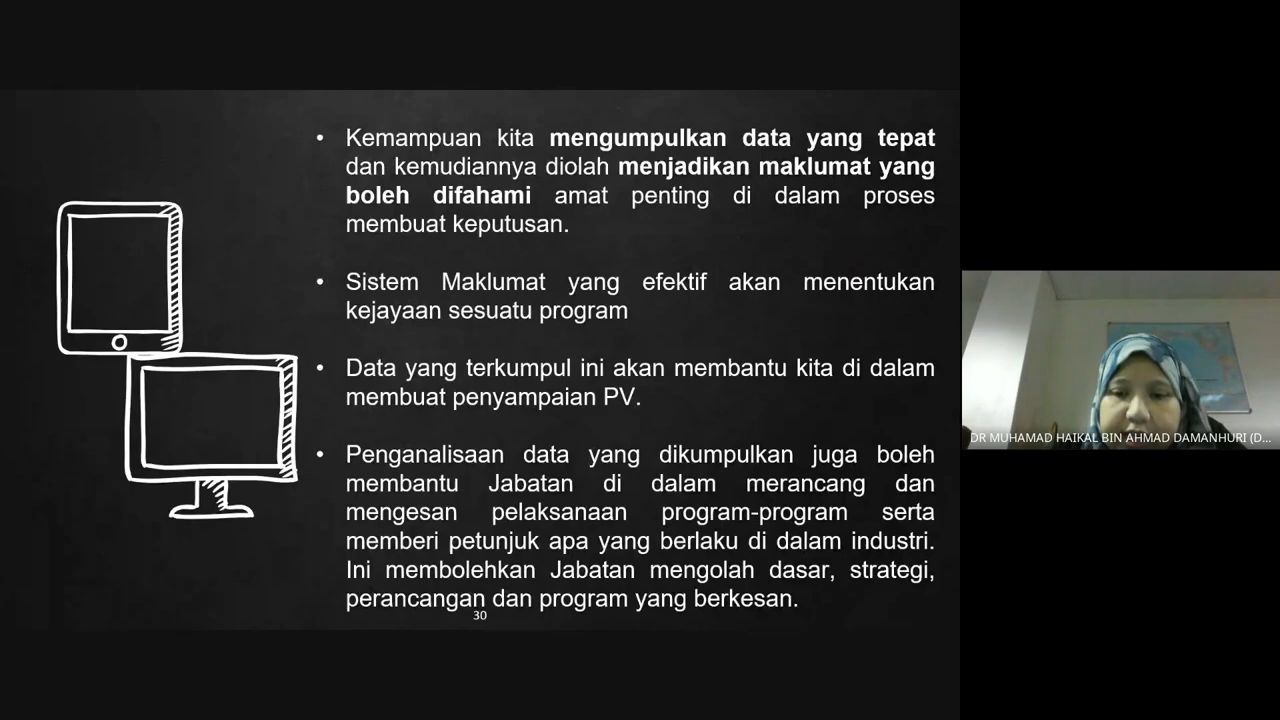 • Kemampuan kita mengumpulkan data yang tepat
dan kemudiannya diolah menjadikan maklumat yang
boleh difahami amat penting di dalam proses
membuat keputusan.
• Sistem Maklumat yang efektif akan menentukan
kejayaan sesuatu program
• Data yang terkumpul ini akan membantu kita di dalam
membuat penyampaian PV.
• Penganalisaan data yang dikumpulkan juga boleh
membantu Jabatan di dalam merancang dan
mengesan pelaksanaan program-program serta
memberi petunjuk apa yang berlaku di dalam industri.
Ini membolehkan Jabatan mengolah dasar, strategi,
perancangan dan program yang berkesan.
30
DR MUHAMAD HAIKAL BIN AHMAD DAMANHURI (D...